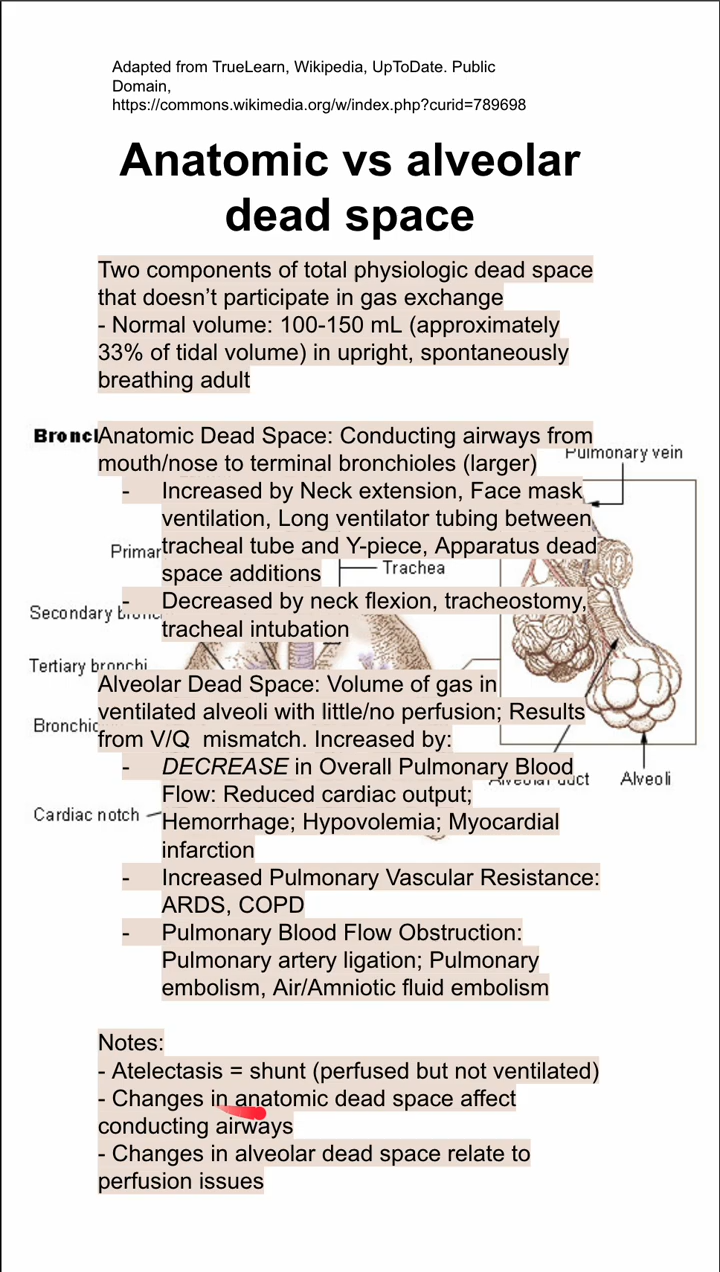 Adapted from TrueLearn, Wikipedia, UpToDate. Public
Domain,
https://commons.wikimedia.org/w/index.php?curid=789698
Anatomic vs alveolar
dead space
Two components of total physiologic dead space
that doesn’t participate in gas exchange
- Normal volume: 100-150 mL (approximately
33% of tidal volume) in upright, spontaneously
breathing adult
Anatomic Dead Space: Conducting airways from
mouth/nose to terminal bronchioles (larger)
- Increased by Neck extension, Face mask
ventilation, Long ventilator tubing between
tracheal tube and Y-piece, Apparatus dead
space additions
- Decreased by neck flexion, tracheostomy,
tracheal intubation
Alveolar Dead Space: Volume of gas in
ventilated alveoli with little/no perfusion; Results
from V/Q mismatch. Increased by:
- DECREASE in Overall Pulmonary Blood
Flow: Reduced cardiac output;
Hemorrhage; Hypovolemia; Myocardial
infarction
- Increased Pulmonary Vascular Resistance:
ARDS, COPD
- Pulmonary Blood Flow Obstruction:
Pulmonary artery ligation; Pulmonary
embolism, Air/Amniotic fluid embolism
Notes:
- Atelectasis = shunt (perfused but not ventilated)
- Changes in anatomic dead space affect
conducting airways
- Changes in alveolar dead space relate to
perfusion issues
Pulmonary vein
Trachea
Secondary
Tertiary bronchi
Cardiac notch
Alveolar duct
Alveoli